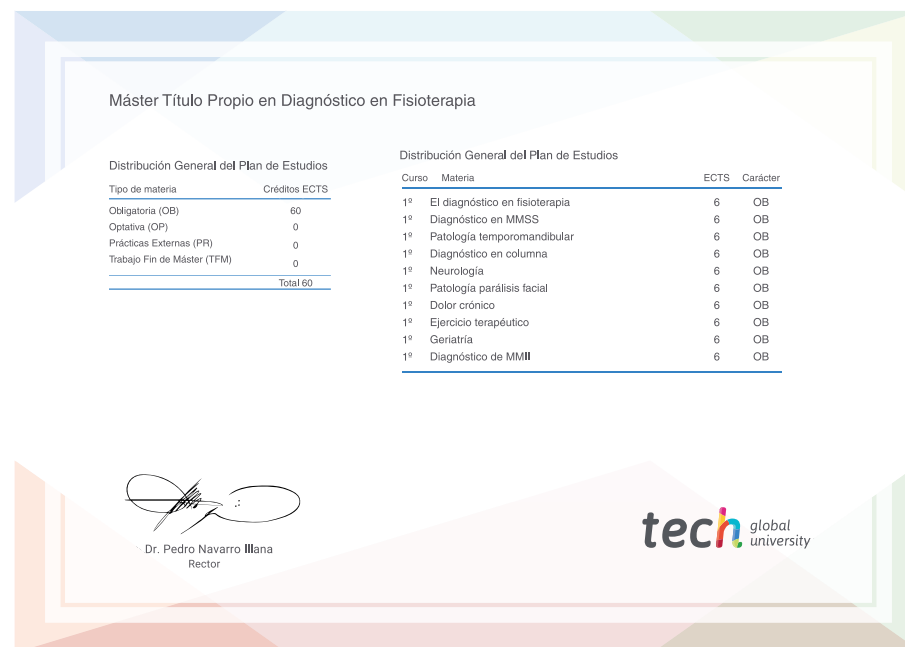 Máster Título Propio en Diagnóstico en Fisioterapia
Distribución General del Plan de Estudios
Tipo de materia Créditos ECTS
Obligatoria (OB) 60
Optativa (OP) 0
Prácticas Externas (PR) 0
Trabajo Fin de Máster (TFM) 0
Total 60
Distribución General del Plan de Estudios
Curso Materia ECTS Carácter
1º El diagnóstico en fisioterapia 6 OB
1º Diagnóstico en MMSS 6 OB
1º Patología temporomandibular 6 OB
1º Diagnóstico en columna 6 OB
1º Neurología 6 OB
1º Patología parálisis facial 6 OB
1º Dolor crónico 6 OB
1º Ejercicio terapéutico 6 OB
1º Geriatría 6 OB
1º Diagnóstico de MMII 6 OB
Dr. Pedro Navarro Illana
Rector
tech global
university